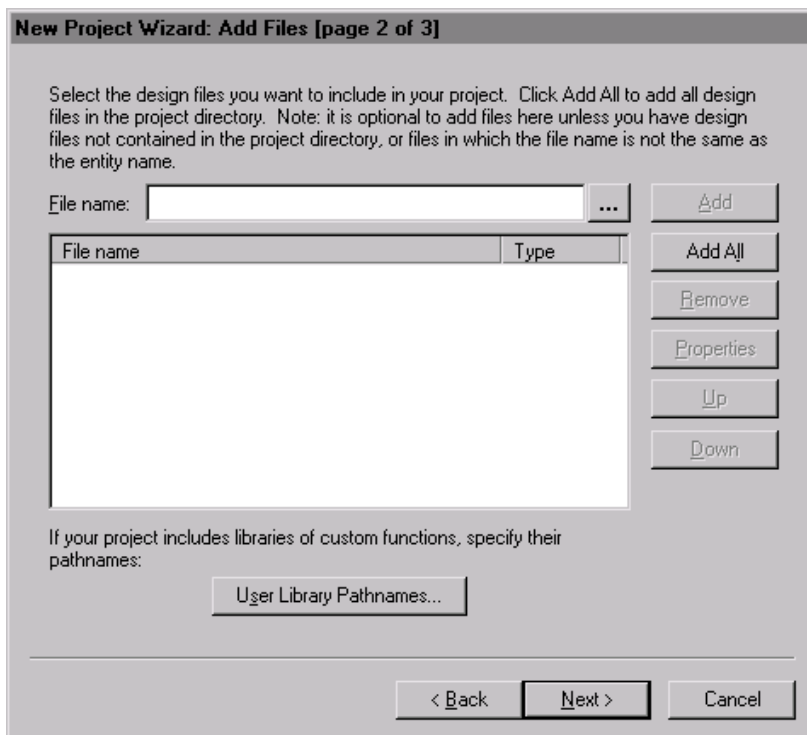 New Project Wizard: Add Files [page 2 of 3]
Select the design files you want to include in your project. Click Add All to add all design
files in the project directory. Note: it is optional to add files here unless you have design
files not contained in the project directory, or files in which the file name is not the same as
the entity name.
File name: ... Add
File name Type Add All
Remove
Properties
Up
Down
If your project includes libraries of custom functions, specify their
pathnames:
User Library Pathnames...
< Back Next > Cancel